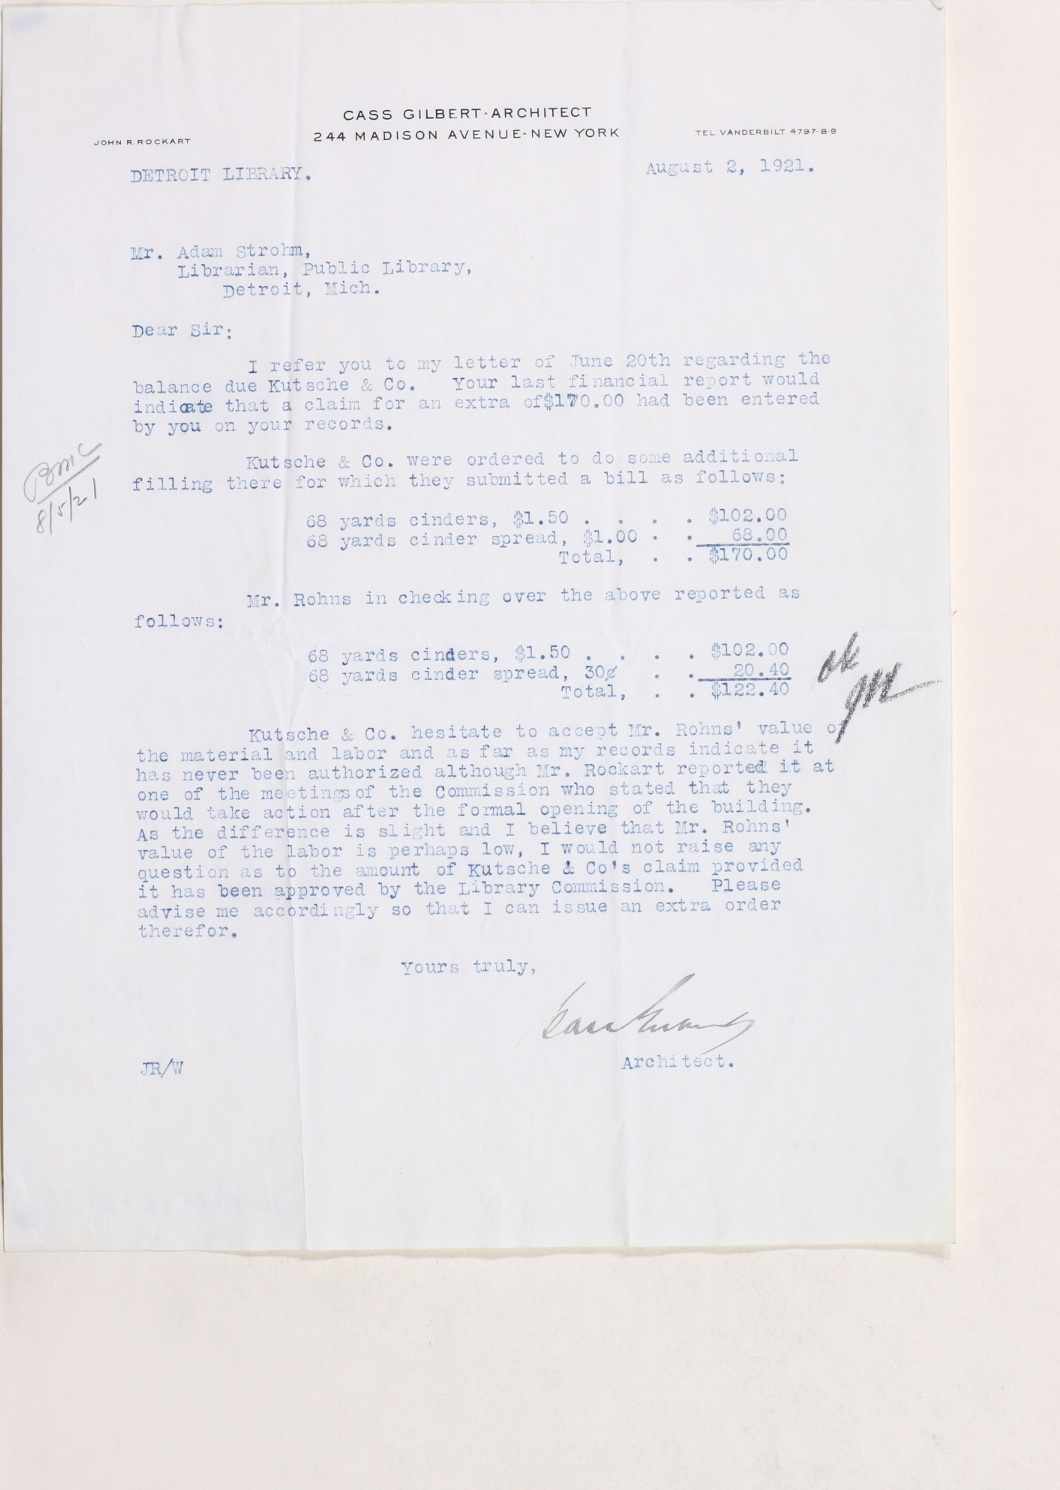 CASS GILBERT·ARCHITECT
244 MADISON AVENUE·NEW YORK
JOHN R. ROCKART
TEL. VANDERBILT 4797-8-9
DETROIT LIBRARY.
August 2, 1921.
Mr. Adam Strohm,
Librarian, Public Library,
Detroit, Mich.
Dear Sir:
I refer you to my letter of June 20th regarding the
balance due Kutsche & Co. Your last financial report would
indicate that a claim for an extra of $170.00 had been entered
by you on your records.
Kutsche & Co. were ordered to do some additional
filling there for which they submitted a bill as follows:
68 yards cinders, $1.50 . . . . $102.00
68 yards cinder spread, $1.00 . . 68.00
Total, . . $170.00
Mr. Rohns in checking over the above reported as
follows:
68 yards cinders, $1.50 . . . . $102.00
68 yards cinder spread, 30¢ . . 20.40
Total, . . $122.40
Kutsche & Co. hesitate to accept Mr. Rohns' value of
the material and labor and as far as my records indicate it
has never been authorized although Mr. Rockart reported it at
one of the meetings of the Commission who stated that they
would take action after the formal opening of the building.
As the difference is slight and I believe that Mr. Rohns'
value of the labor is perhaps low, I would not raise any
question as to the amount of Kutsche & Co's claim provided
it has been approved by the Library Commission. Please
advise me accordingly so that I can issue an extra order
therefor.
Yours truly,
Cass Gilbert
Architect.
JR/W
BMC
8/5/21
ok